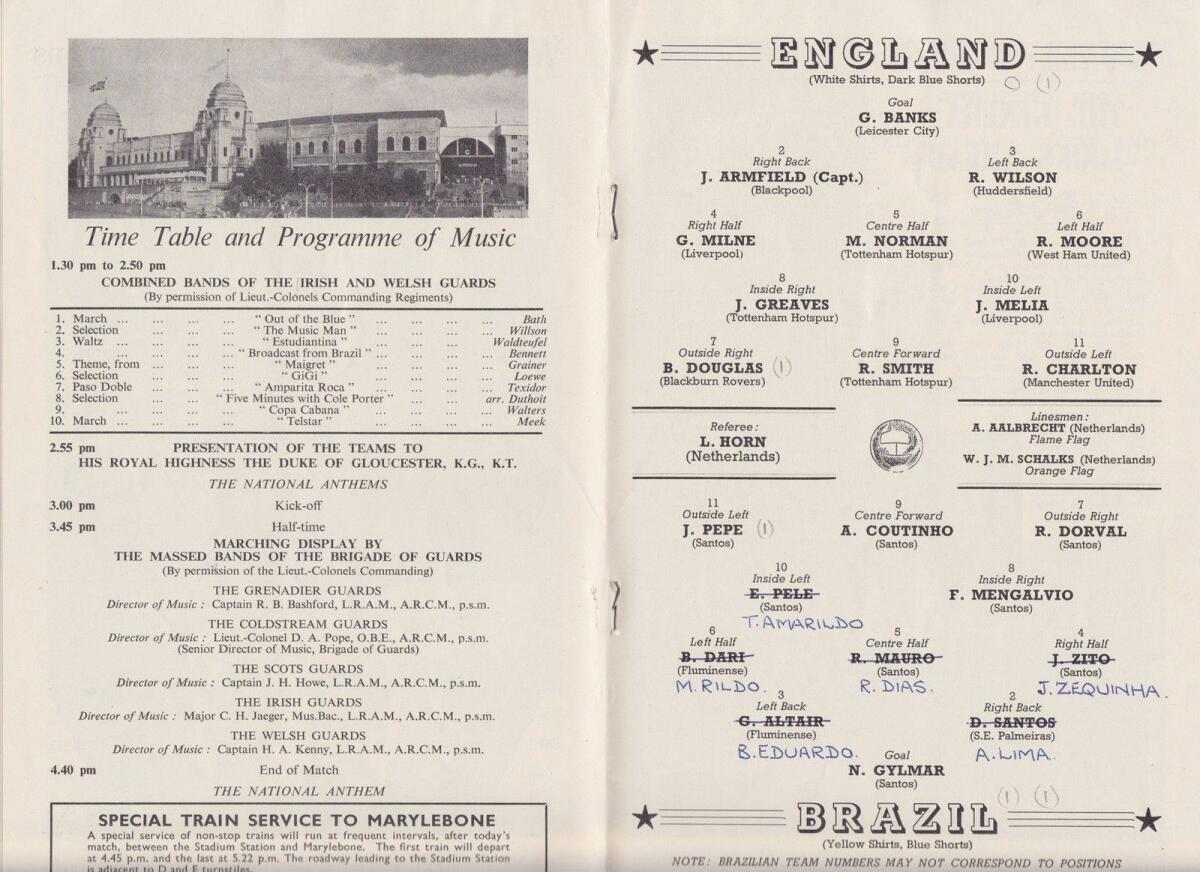 Time Table and Programme of Music
1.30 pm to 2.50 pm
COMBINED BANDS OF THE IRISH AND WELSH GUARDS
(By permission of Lieut.-Colonels Commanding Regiments)
1. March ... ... ... ... " Out of the Blue " ... ... ... ... Bath
2. Selection ... ... ... " The Music Man " ... ... ... ... Willson
3. Waltz ... ... ... ... " Estudiantina " ... ... ... ... Waldteufel
4. ... ... ... ... " Broadcast from Brazil " ... ... ... ... Bennett
5. Theme, from ... ... ... " Maigret " ... ... ... ... Grainer
6. Selection ... ... ... " GiGi " ... ... ... ... Loewe
7. Paso Doble ... ... ... " Amparita Roca " ... ... ... ... Texidor
8. Selection ... ... " Five Minutes with Cole Porter " ... ... ... arr. Duthoit
9. ... ... ... ... " Copa Cabana " ... ... ... ... Walters
10. March ... ... ... ... " Telstar " ... ... ... ... Meek
2.55 pm PRESENTATION OF THE TEAMS TO
HIS ROYAL HIGHNESS THE DUKE OF GLOUCESTER, K.G., K.T.
THE NATIONAL ANTHEMS
3.00 pm Kick-off
3.45 pm Half-time
MARCHING DISPLAY BY
THE MASSED BANDS OF THE BRIGADE OF GUARDS
(By permission of the Lieut.-Colonels Commanding)
THE GRENADIER GUARDS
Director of Music : Captain R. B. Bashford, L.R.A.M., A.R.C.M., p.s.m.
THE COLDSTREAM GUARDS
Director of Music : Lieut.-Colonel D. A. Pope, O.B.E., A.R.C.M., p.s.m.
(Senior Director of Music, Brigade of Guards)
THE SCOTS GUARDS
Director of Music : Captain J. H. Howe, L.R.A.M., A.R.C.M., p.s.m.
THE IRISH GUARDS
Director of Music : Major C. H. Jaeger, Mus.Bac., L.R.A.M., A.R.C.M., p.s.m.
THE WELSH GUARDS
Director of Music : Captain H. A. Kenny, L.R.A.M., A.R.C.M., p.s.m.
4.40 pm End of Match
THE NATIONAL ANTHEM
SPECIAL TRAIN SERVICE TO MARYLEBONE
A special service of non-stop trains will run at frequent intervals, after today's
match, between the Stadium Station and Marylebone. The first train will depart
at 4.45 p.m. and the last at 5.22 p.m. The roadway leading to the Stadium Station
is adjacent to D and E turnstiles.
ENGLAND
(White Shirts, Dark Blue Shorts) 0 (1)
Goal
G. BANKS
(Leicester City)
2 3
Right Back Left Back
J. ARMFIELD (Capt.) R. WILSON
(Blackpool) (Huddersfield)
4 5 6
Right Half Centre Half Left Half
G. MILNE M. NORMAN R. MOORE
(Liverpool) (Tottenham Hotspur) (West Ham United)
8 10
Inside Right Inside Left
J. GREAVES J. MELIA
(Tottenham Hotspur) (Liverpool)
7 9 11
Outside Right Centre Forward Outside Left
B. DOUGLAS (1) R. SMITH R. CHARLTON
(Blackburn Rovers) (Tottenham Hotspur) (Manchester United)
Referee:
L. HORN
(Netherlands)
Linesmen:
A. AALBRECHT (Netherlands)
Flame Flag
W. J. M. SCHALKS (Netherlands)
Orange Flag
11 9 7
Outside Left Centre Forward Outside Right
J. PEPE (1) A. COUTINHO R. DORVAL
(Santos) (Santos) (Santos)
10 8
Inside Left Inside Right
E. PELE F. MENGALVIO
(Santos) (Santos)
T. AMARILDO
6 5 4
Left Half Centre Half Right Half
B. DARI R. MAURO J. ZITO
(Fluminense) (Santos) (Santos)
M. RILDO. R. DIAS. J. ZEQUINHA.
3 2
Left Back Right Back
G. ALTAIR D. SANTOS
(Fluminense) (S.E. Palmeiras)
B. EDUARDO. A. LIMA.
Goal
N. GYLMAR
(Santos)
(1) (1)
BRAZIL
(Yellow Shirts, Blue Shorts)
NOTE: BRAZILIAN TEAM NUMBERS MAY NOT CORRESPOND TO POSITIONS